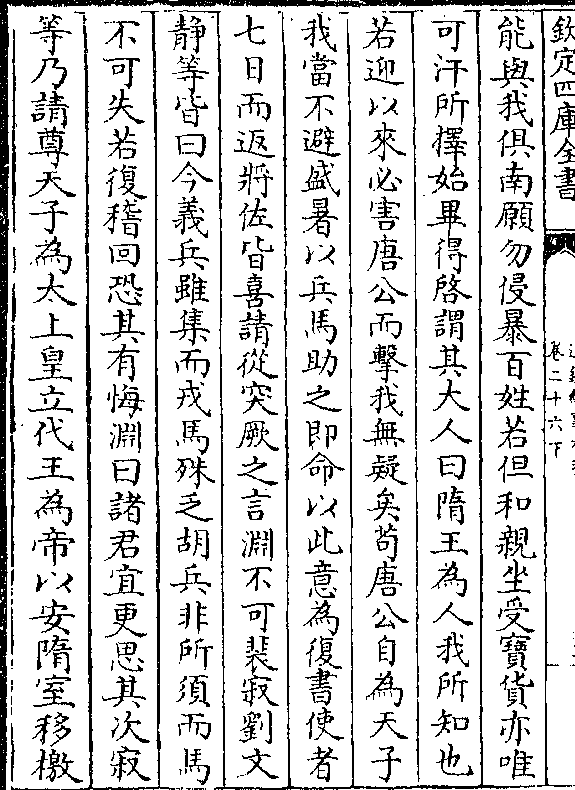 欽定四庫全書
卷二十六下
能與我俱南願勿侵暴百姓若但和親坐受寶貨亦唯
可汗所擇始畢得啓謂其大人曰隋王為人我所知也
若迎以來必害唐公而擊我無疑矣苟唐公自為天子
我當不避盛暑以兵馬助之即命以此意為復書使者
七日而返將佐皆喜請從突厥之言淵不可裴寂劉文
静等皆曰今義兵雖集而戎馬殊乏胡兵非所須而馬
不可失若復稽回恐其有悔淵曰諸君宜更思其次寂
等乃請尊天子為太上皇立代王為帝以安隋室移檄